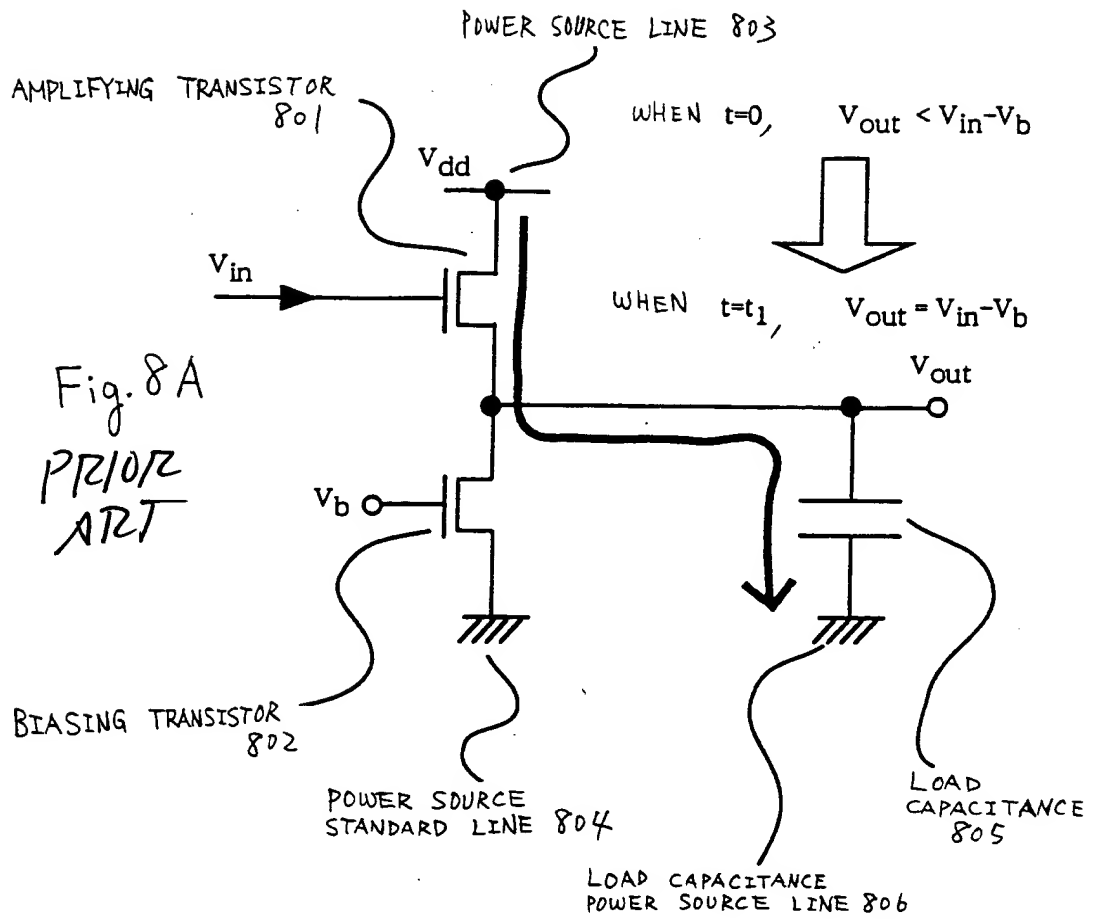 POWER SOURCE LINE 803
AMPLIFYING TRANSISTOR
801
WHEN t=0, Vout < Vin-Vb
Vdd
Vin
WHEN t=t1, Vout = Vin-Vb
Vout
Fig. 8A
PRIOR
ART
Vb
BIASING TRANSISTOR
802
POWER SOURCE
STANDARD LINE 804
LOAD
CAPACITANCE
805
LOAD CAPACITANCE
POWER SOURCE LINE 806